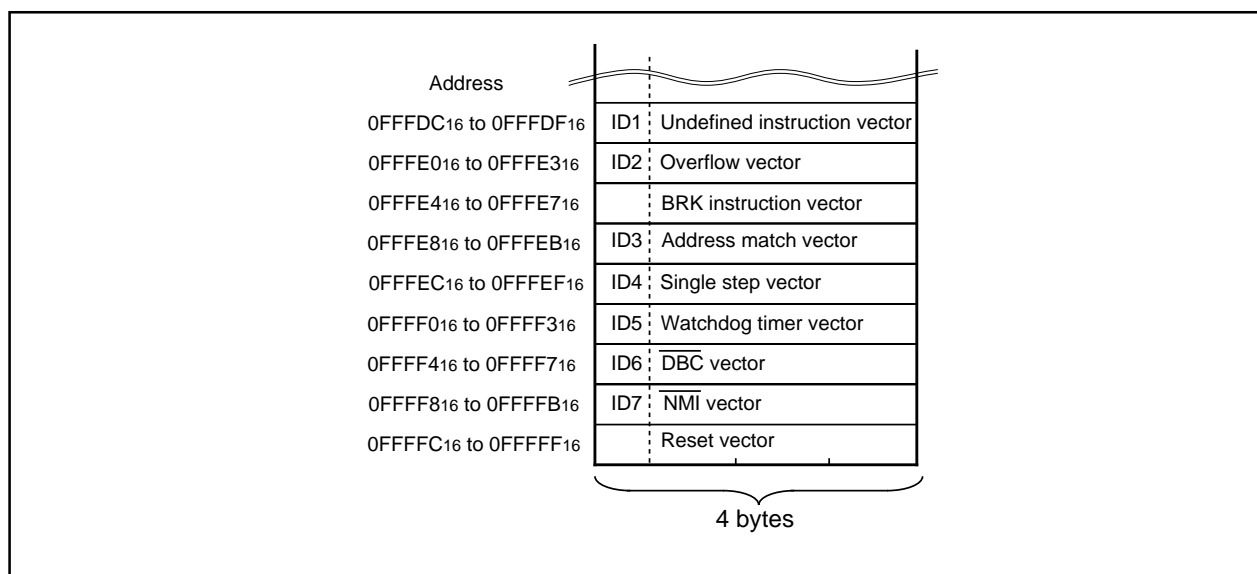 Address
0FFFDC16 to 0FFFDF16 ID1 Undefined instruction vector
0FFFE016 to 0FFFE316 ID2 Overflow vector
0FFFE416 to 0FFFE716 BRK instruction vector
0FFFE816 to 0FFFEB16 ID3 Address match vector
0FFFEC16 to 0FFFEF16 ID4 Single step vector
0FFFF016 to 0FFFF316 ID5 Watchdog timer vector
0FFFF416 to 0FFFF716 ID6 D̅B̅C̅ vector
0FFFF816 to 0FFFFB16 ID7 N̅M̅I̅ vector
0FFFFC16 to 0FFFFF16 Reset vector
4 bytes